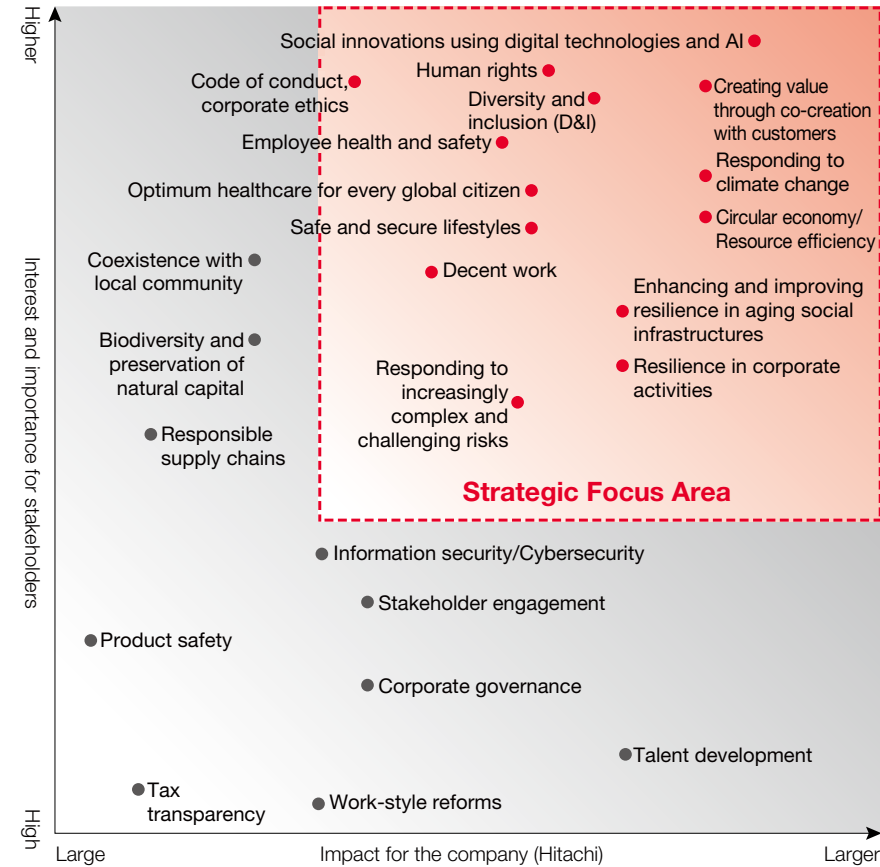 Higher
Interest and importance for stakeholders
High
Social innovations using digital technologies and AI
Human rights
Code of conduct,
corporate ethics
Diversity and
inclusion (D&I)
Creating value
through co-creation
with customers
Employee health and safety
Responding to
climate change
Optimum healthcare for every global citizen
Safe and secure lifestyles
Circular economy/
Resource efficiency
Coexistence with
local community
Decent work
Enhancing and improving
resilience in aging social
infrastructures
Biodiversity and
preservation of
natural capital
Responding to
increasingly
complex and
challenging risks
Resilience in corporate
activities
Responsible
supply chains
Strategic Focus Area
Information security/Cybersecurity
Stakeholder engagement
Product safety
Corporate governance
Talent development
Tax
transparency
Work-style reforms
Large
Impact for the company (Hitachi)
Larger